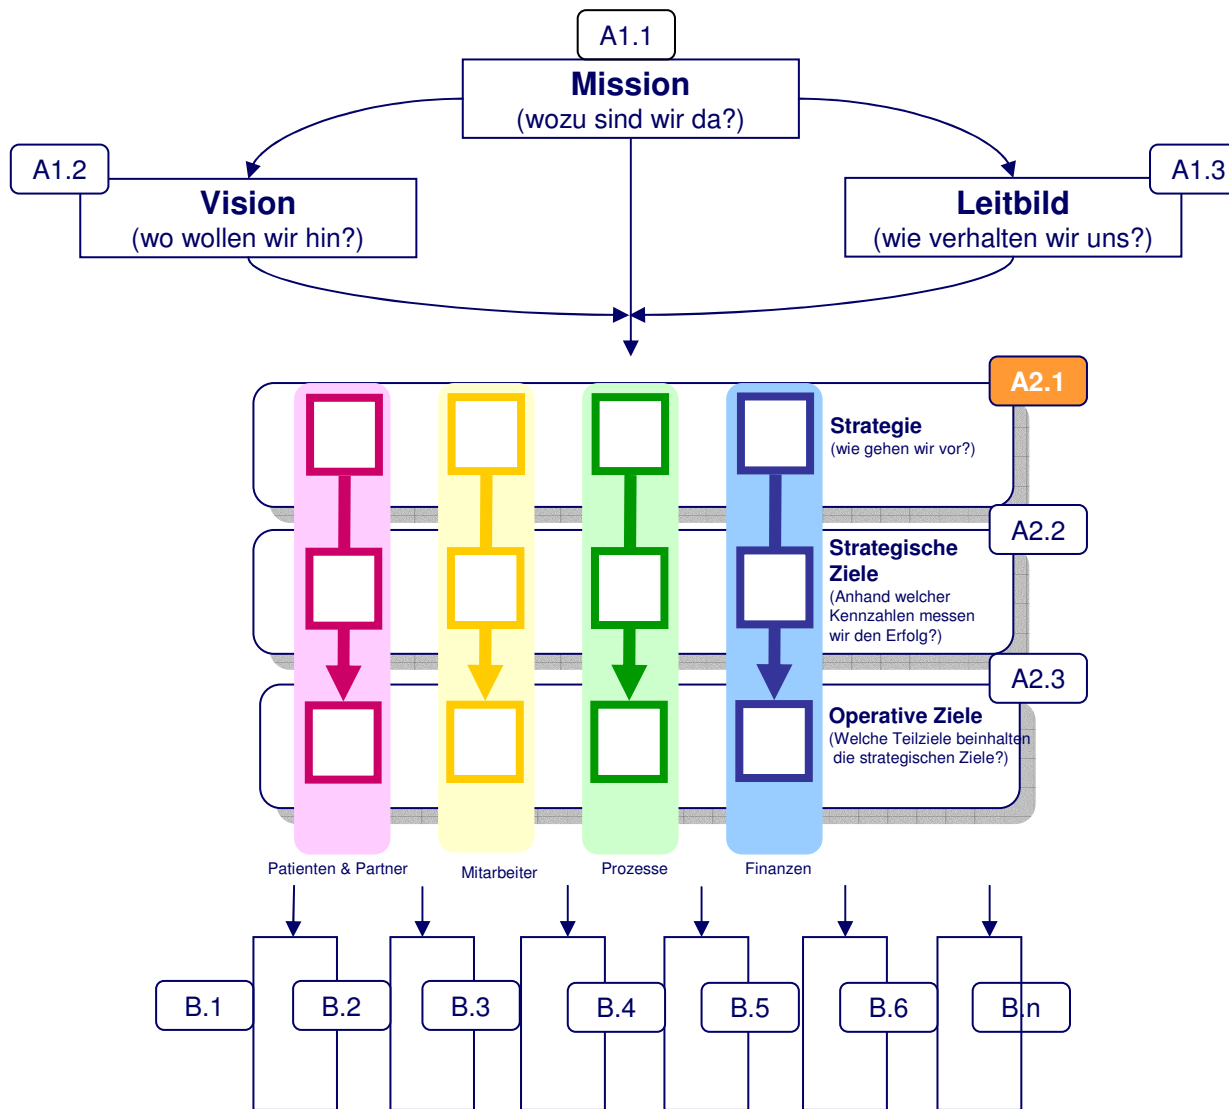 A1.1
Mission
(wozu sind wir da?)
A1.2
Vision
(wo wollen wir hin?)
A1.3
Leitbild
(wie verhalten wir uns?)
A2.1
Strategie
(wie gehen wir vor?)
A2.2
Strategische
Ziele
(Anhand welcher
Kennzahlen messen
wir den Erfolg?)
A2.3
Operative Ziele
(Welche Teilziele beinhalten
die strategischen Ziele?)
Patienten & Partner
Mitarbeiter
Prozesse
Finanzen
B.1
B.2
B.3
B.4
B.5
B.6
B.n